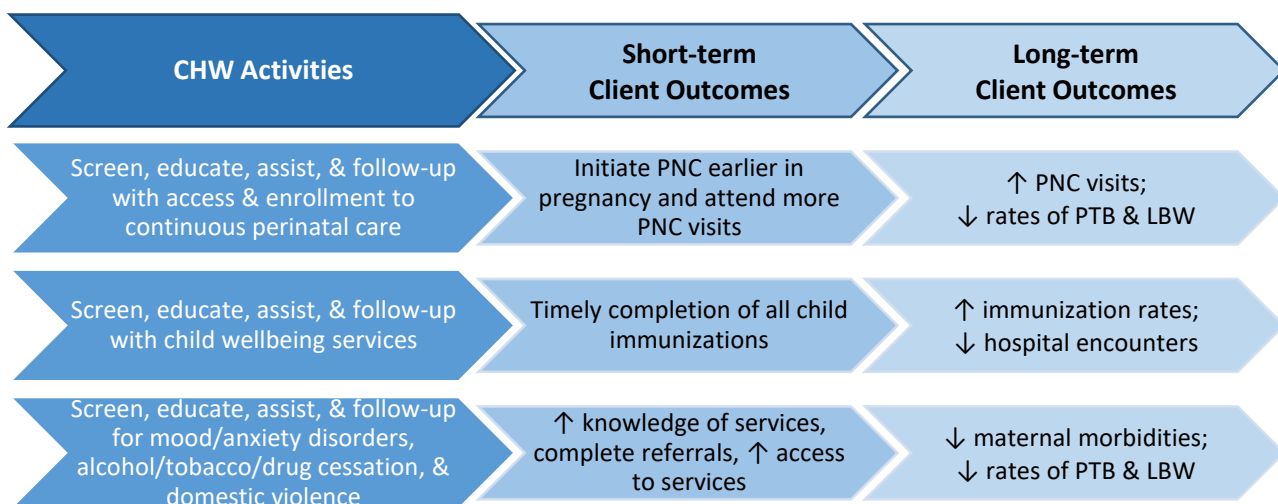 CHW Activities
Short-term
Client Outcomes
Long-term
Client Outcomes
Screen, educate, assist, & follow-up
with access & enrollment to
continuous perinatal care
Initiate PNC earlier in
pregnancy and attend more
PNC visits
↑ PNC visits;
↓ rates of PTB & LBW
Screen, educate, assist, & follow-up
with child wellbeing services
Timely completion of all child
immunizations
↑ immunization rates;
↓ hospital encounters
Screen, educate, assist, & follow-up
for mood/anxiety disorders,
alcohol/tobacco/drug cessation, &
domestic violence
↑ knowledge of services,
complete referrals, ↑ access
to services
↓ maternal morbidities;
↓ rates of PTB & LBW